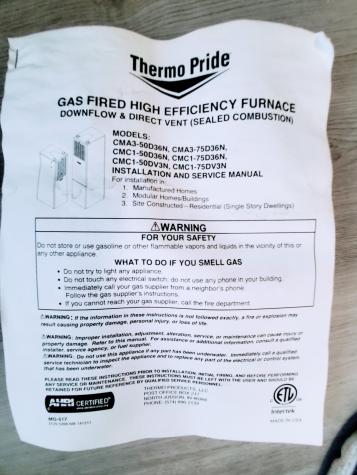 Thermo Pride
GAS FIRED HIGH EFFICIENCY FURNACE
DOWNFLOW & DIRECT VENT (SEALED COMBUSTION)
MODELS:
CMA3-50D36N, CMA3-75D36N,
CMC1-50D36N, CMC1-75D36N,
CMC1-50DV3N, CMC1-75DV3N
INSTALLATION AND SERVICE MANUAL
For installation in:
1. Manufactured Homes
2. Modular Homes/Buildings
3. Site Constructed - Residential (Single Story Dwellings)
⚠WARNING
FOR YOUR SAFETY
Do not store or use gasoline or other flammable vapors and liquids in the vicinity of this or
any other appliance.
WHAT TO DO IF YOU SMELL GAS
• Do not try to light any appliance.
• Do not touch any electrical switch; do not use any phone in your building.
• Immediately call your gas supplier from a neighbor's phone.
Follow the gas supplier's instructions.
• If you cannot reach your gas supplier, call the fire department.
⚠WARNING: If the information in these instructions is not followed exactly, a fire or explosion may
result causing property damage, personal injury, or loss of life.
⚠WARNING: Improper installation, adjustment, alteration, service, or maintenance can cause injury or
property damage. Refer to this manual. For assistance or additional information, consult a qualified
installer, service agency, or fuel supplier.
⚠WARNING: Do not use this appliance if any part has been underwater. Immediately call a qualified
service technician to inspect the appliance and to replace any part of the electrical or control system
that has been underwater.
PLEASE READ THESE INSTRUCTIONS PRIOR TO INSTALLATION, INITIAL FIRING, AND BEFORE PERFORMING
ANY SERVICE OR MAINTENANCE. THESE INSTRUCTIONS MUST BE LEFT WITH THE USER AND SHOULD BE
RETAINED FOR FUTURE REFERENCE BY QUALIFIED SERVICE PERSONNEL.
AHRI CERTIFIED
THERMO PRODUCTS, LLC
POST OFFICE BOX 217
NORTH JUDSON, IN 46366
PHONE: (574) 896-2133
ETL
Intertek
MG-517
MADE IN USA